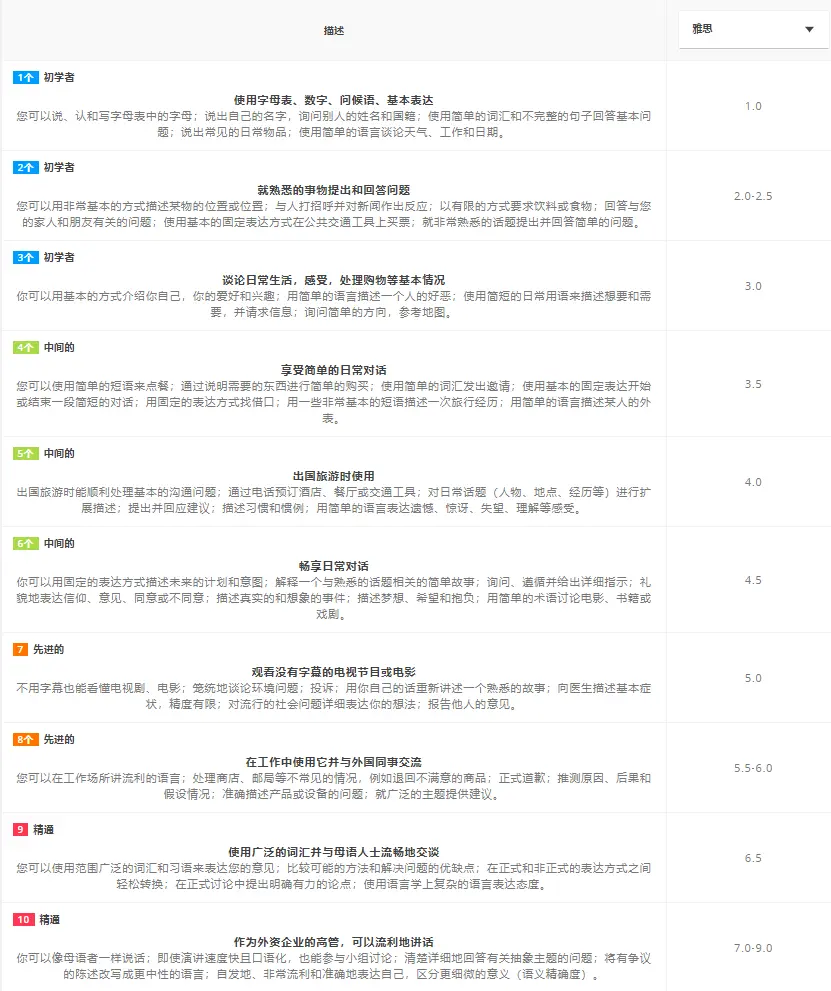 描述
雅思
1个 初学者
使用字母表、数字、问候语、基本表达
您可以说、认和写字母表中的字母；说出自己的名字，询问别人的姓名和国籍；使用简单的词汇和不完整的句子回答基本问
题；说出常见的日常物品；使用简单的语言谈论天气、工作和日期。
1.0
2个 初学者
就熟悉的事物提出和回答问题
您可以用非常基本的方式描述某物的位置或位置；与人打招呼并对新闻作出反应；以有限的方式要求饮料或食物；回答与您
的家人和朋友有关的问题；使用基本的固定表达方式在公共交通工具上买票；就非常熟悉的话题提出并回答简单的问题。
2.0-2.5
3个 初学者
谈论日常生活，感受，处理购物等基本情况
你可以用基本的方式介绍你自己，你的爱好和兴趣；用简单的语言描述一个人的好恶；使用简短的日常用语来描述想要和需
要，并请求信息；询问简单的方向，参考地图。
3.0
4个 中间的
享受简单的日常对话
您可以使用简单的短语来点餐；通过说明需要的东西进行简单的购买；使用简单的词汇发出邀请；使用基本的固定表达开始
或结束一段简短的对话；用固定的表达方式找借口；用一些非常基本的短语描述一次旅行经历；用简单的语言描述某人的外
表。
3.5
5个 中间的
出国旅游时使用
出国旅游时能顺利处理基本的沟通问题；通过电话预订酒店、餐厅或交通工具；对日常话题（人物、地点、经历等）进行扩
展描述；提出并回应建议；描述习惯和惯例；用简单的语言表达遗憾、惊讶、失望、理解等感受。
4.0
6个 中间的
畅享日常对话
你可以用固定的表达方式描述未来的计划和意图；解释一个与熟悉的话题相关的简单故事；询问、遵循并给出详细指示；礼
貌地表达信仰、意见、同意或不同意；描述真实的和想象的事件；描述梦想、希望和抱负；用简单的术语讨论电影、书籍或
戏剧。
4.5
7 先进的
观看没有字幕的电视节目或电影
不用字幕也能看懂电视剧、电影；笼统地谈论环境问题；投诉；用你自己的话重新讲述一个熟悉的故事；向医生描述基本症
状，精度有限；对流行的社会问题详细表达你的想法；报告他人的意见。
5.0
8个 先进的
在工作中使用它并与外国同事交流
您可以在工作场所讲流利的语言；处理商店、邮局等不常见的情况，例如退回不满意的商品；正式道歉；推测原因、后果和
假设情况；准确描述产品或设备的问题；就广泛的主题提供建议。
5.5-6.0
9 精通
使用广泛的词汇并与母语人士流畅地交谈
您可以使用范围广泛的词汇和习语来表达您的意见；比较可能的方法和解决问题的优缺点；在正式和非正式的表达方式之间
轻松转换；在正式讨论中提出明确有力的论点；使用语言学上复杂的语言表达态度。
6.5
10 精通
作为外资企业的高管，可以流利地讲话
你可以像母语者一样说话；即使演讲速度快且口语化，也能参与小组讨论；清楚详细地回答有关抽象主题的问题；将有争议
的陈述改写成更中性的语言；自发地、非常流利和准确地表达自己，区分更细微的意义（语义精确度）。
7.0-9.0